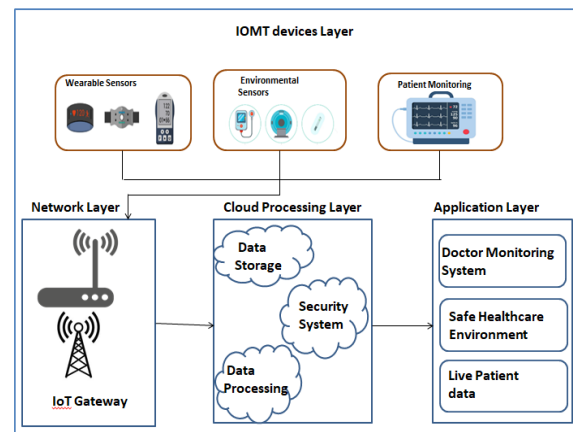 IOMT devices Layer
Wearable Sensors
Environmental
Sensors
Patient Monitoring
Network Layer
Cloud Processing Layer
Application Layer
Data
Storage
Security
System
Data
Processing
IoT Gateway
Doctor Monitoring
System
Safe Healthcare
Environment
Live Patient
data